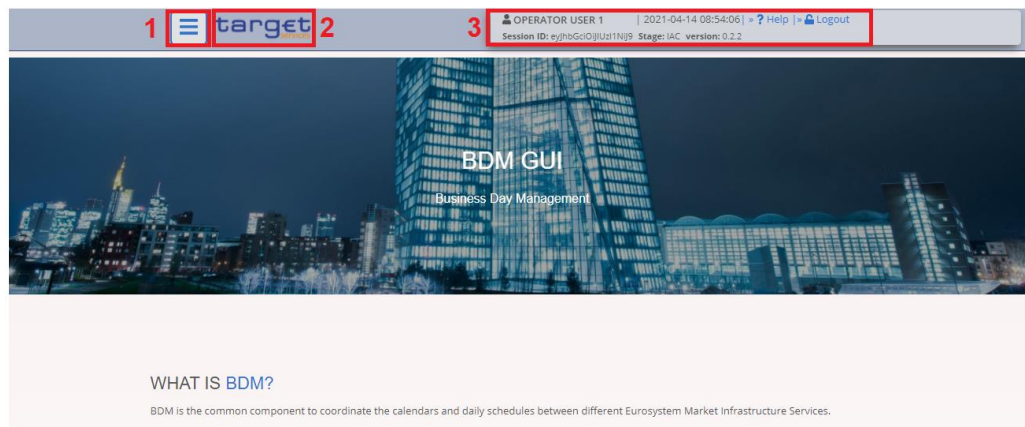 1
target
services
2
3
OPERATOR USER 1 | 2021-04-14 08:54:06| » ? Help |» Logout
Session ID: eyJhbGciOiJIUzI1NiJ9 Stage: IAC version: 0.2.2
BDM GUI
Business Day Management
WHAT IS BDM?
BDM is the common component to coordinate the calendars and daily schedules between different Eurosystem Market Infrastructure Services.